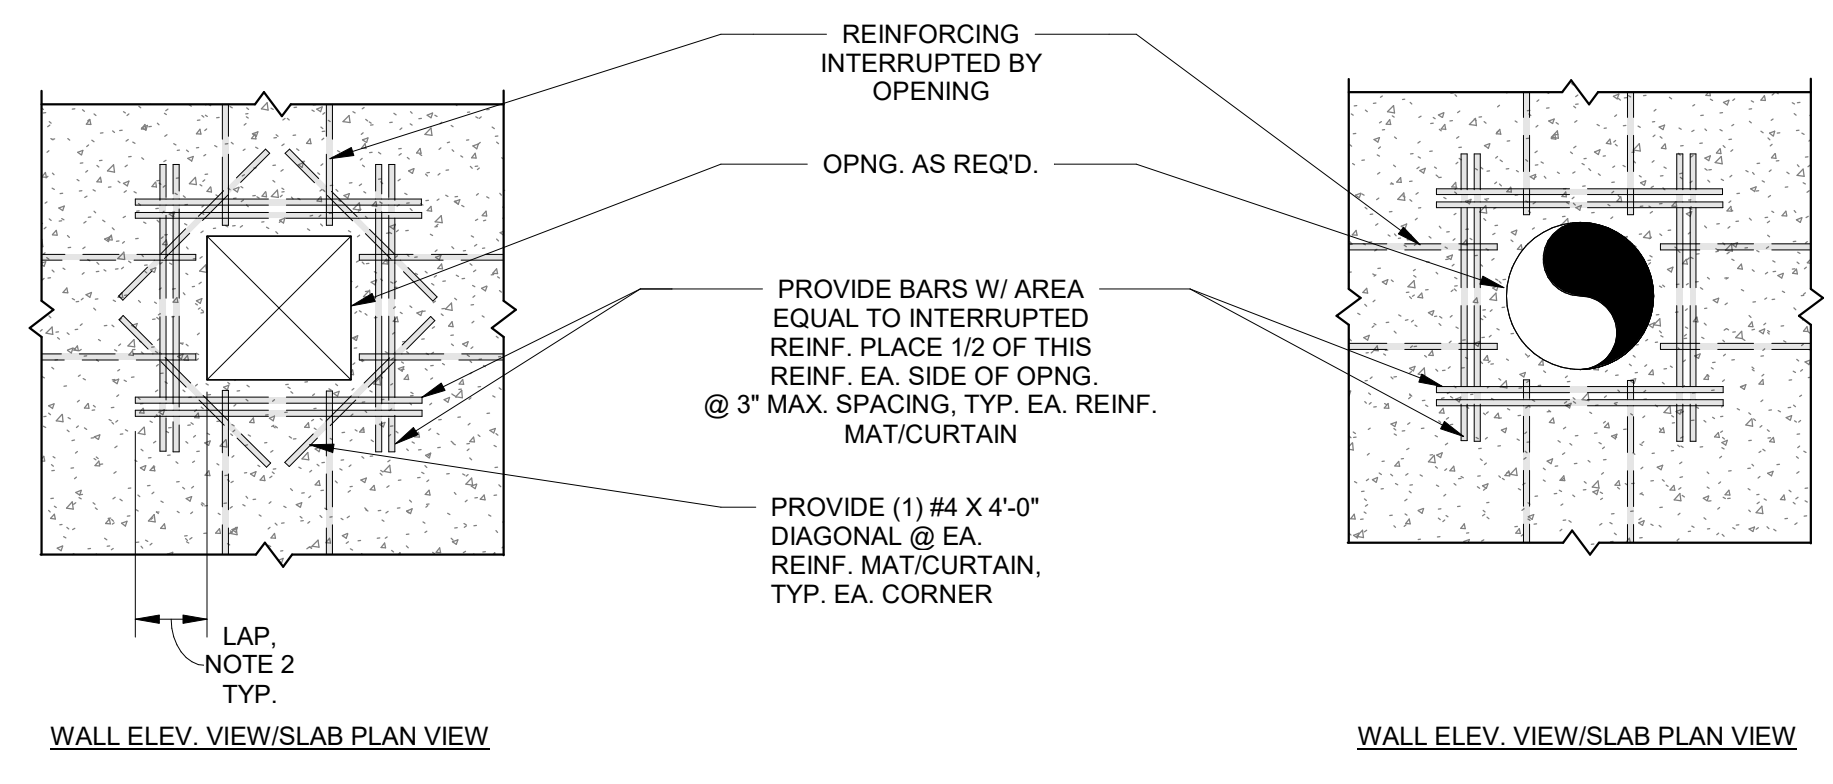 REINFORCING
INTERRUPTED BY
OPENING
OPNG. AS REQ'D.
PROVIDE BARS W/ AREA
EQUAL TO INTERRUPTED
REINF. PLACE 1/2 OF THIS
REINF. EA. SIDE OF OPNG.
@ 3" MAX. SPACING, TYP. EA. REINF.
MAT/CURTAIN
PROVIDE (1) #4 X 4'-0"
DIAGONAL @ EA.
REINF. MAT/CURTAIN,
TYP. EA. CORNER
LAP,
NOTE 2
TYP.
WALL ELEV. VIEW/SLAB PLAN VIEW
WALL ELEV. VIEW/SLAB PLAN VIEW